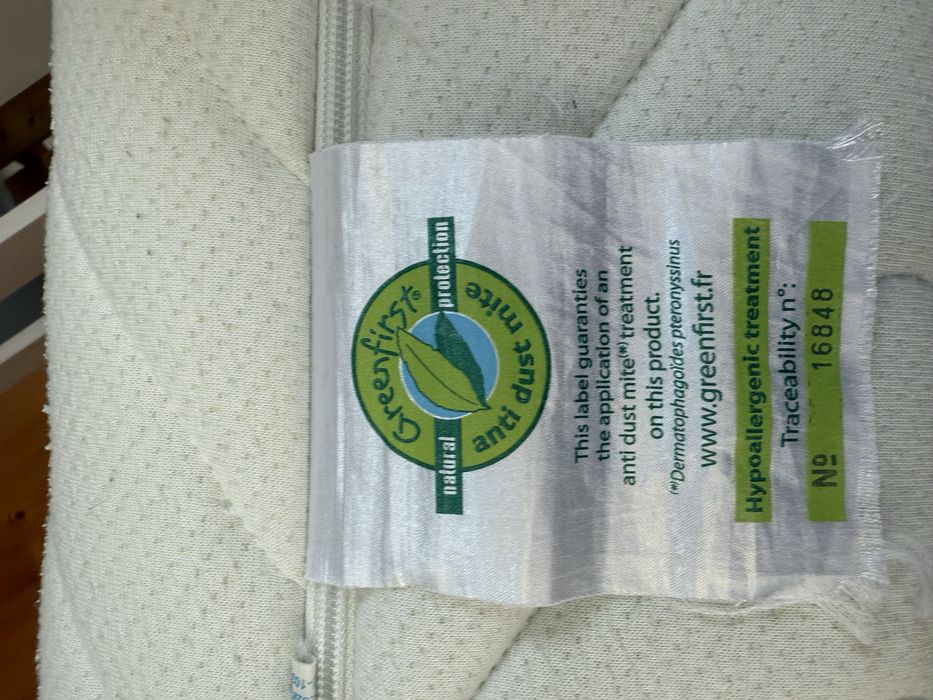 Greenfirst®
natural protection
anti dust mite
This label guaranties
the application of an
anti dust mite(*) treatment
on this product.
(*)Dermatophagoïdes pteronyssinus
www.greenfirst.fr
Hypoallergenic treatment
Traceability n°:
Nº 16848